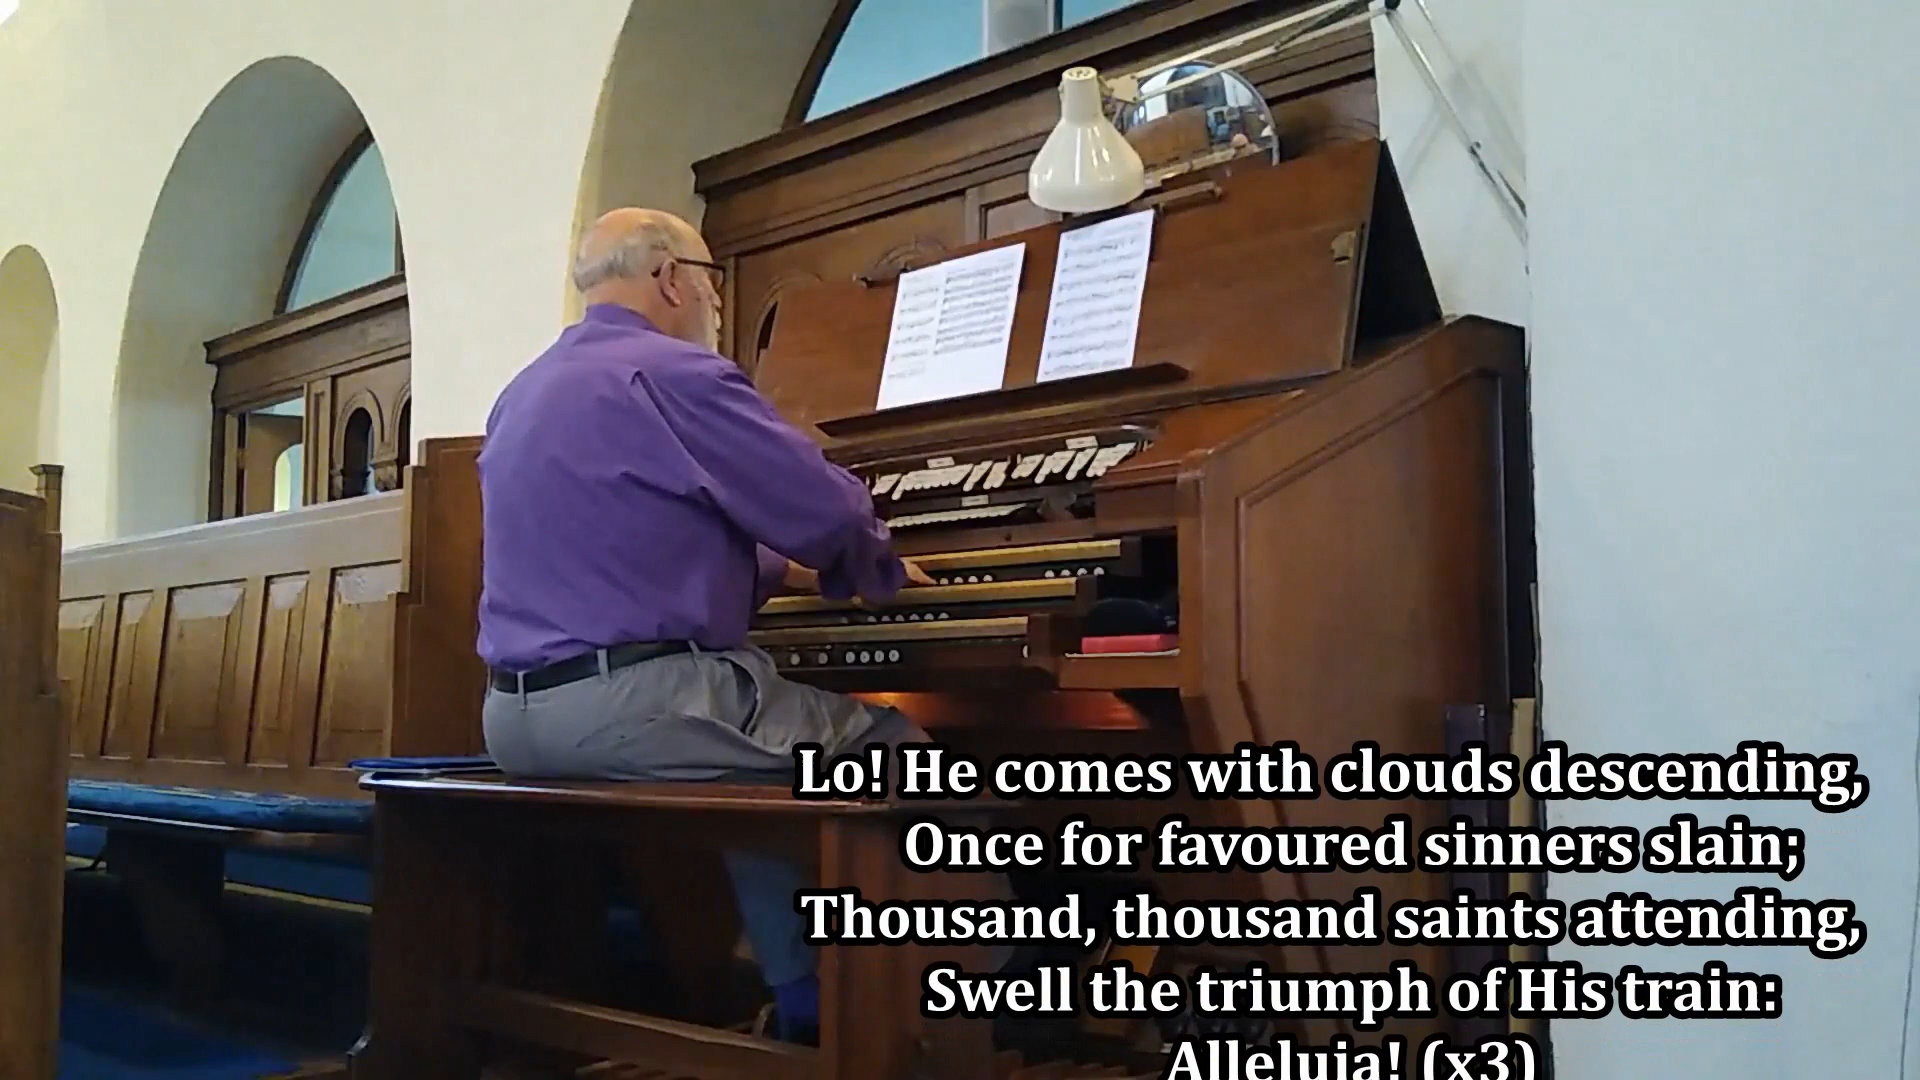 Lo! He comes with clouds descending,
Once for favoured sinners slain;
Thousand, thousand saints attending,
Swell the triumph of His train:
Alleluia! (x3)